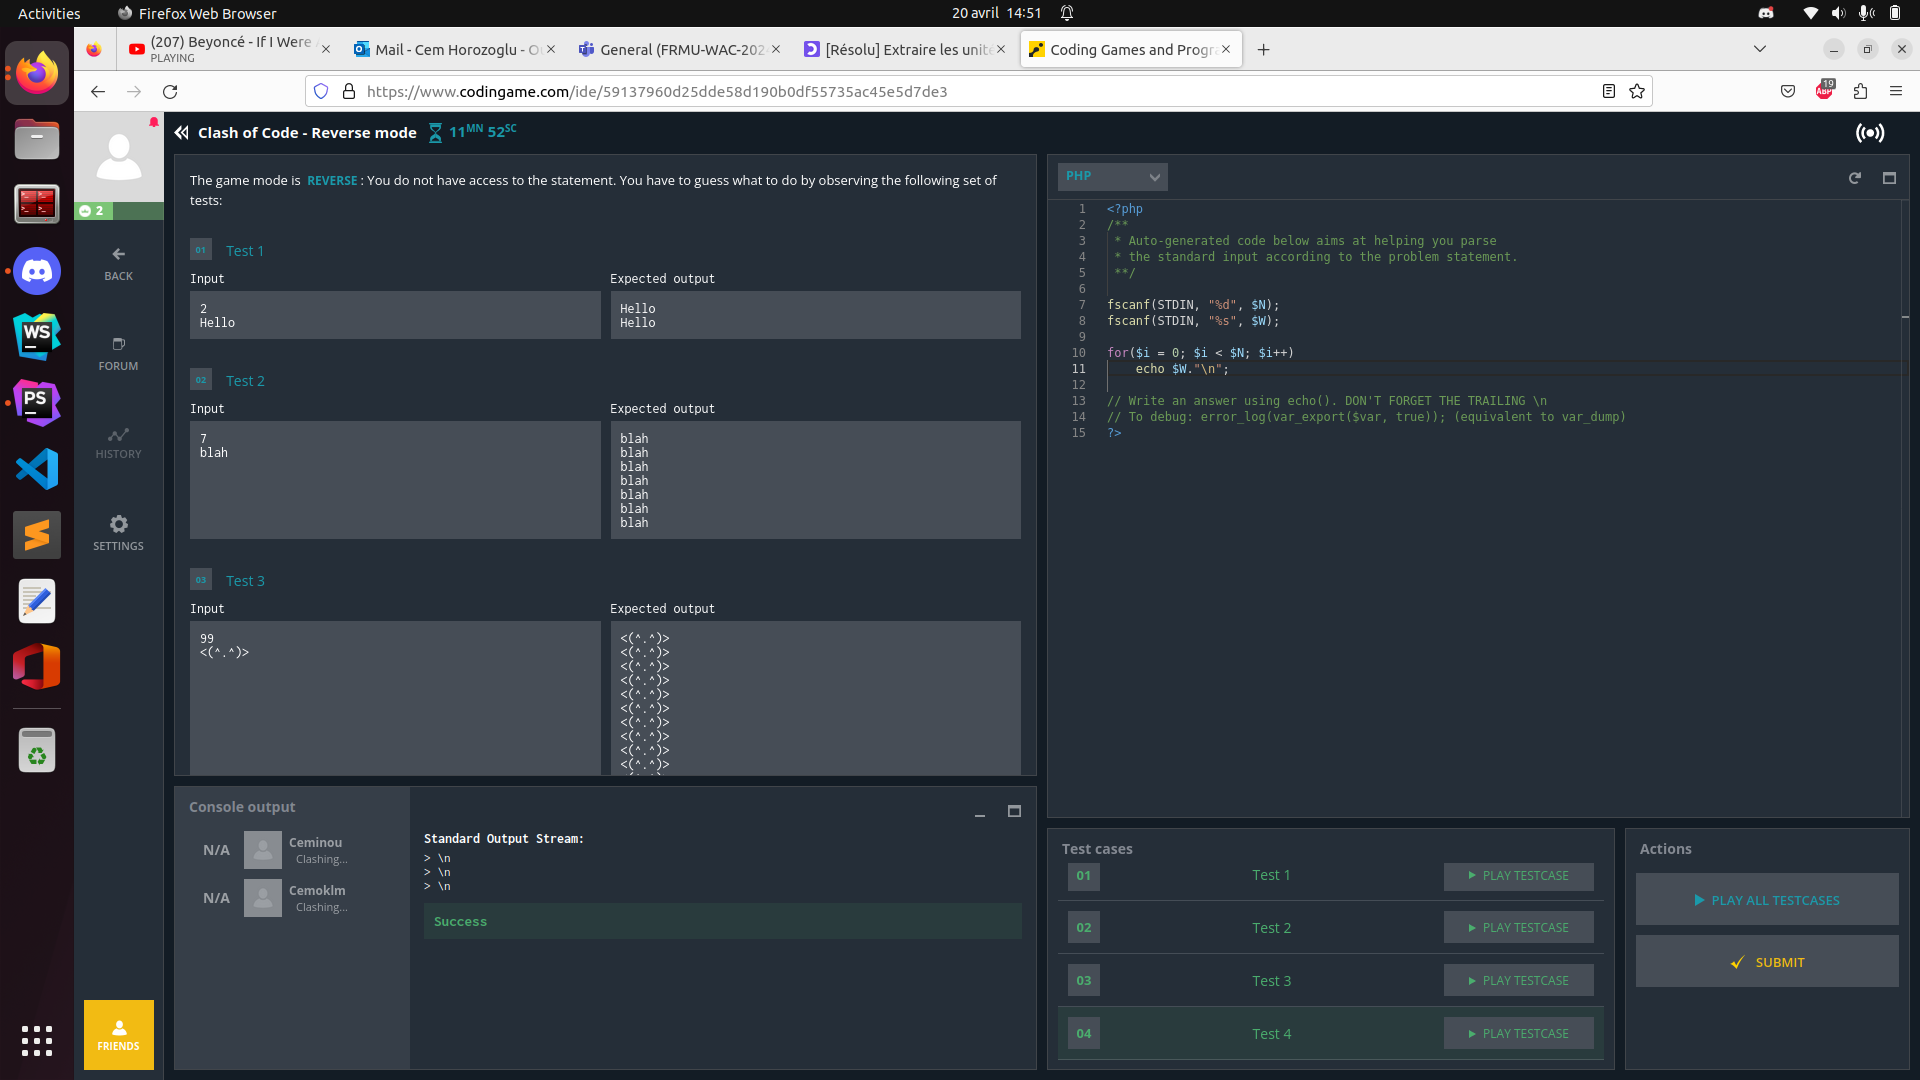 Activities
Firefox Web Browser
20 avril 14:51
(207) Beyoncé - If I Were
PLAYING
Mail - Cem Horozoglu - O
General (FRMU-WAC-202
[Résolu] Extraire les unité
Coding Games and Progr
https://www.codingame.com/ide/59137960d25dde58d190b0df55735ac45e5d7de3
19
ABP
2
BACK
FORUM
HISTORY
SETTINGS
FRIENDS
WS
PS
Clash of Code - Reverse mode
11MN 52SC
The game mode is REVERSE : You do not have access to the statement. You have to guess what to do by observing the following set of
tests:
01 Test 1
Input
Expected output
2
Hello
Hello
Hello
02 Test 2
Input
Expected output
7
blah
blah
blah
blah
blah
blah
blah
blah
03 Test 3
Input
Expected output
99
<(^.^)>
<(^.^)>
<(^.^)>
<(^.^)>
<(^.^)>
<(^.^)>
<(^.^)>
<(^.^)>
<(^.^)>
<(^.^)>
<(^.^)>
PHP
1 <?php
2 /**
3 * Auto-generated code below aims at helping you parse
4 * the standard input according to the problem statement.
5 **/
6
7 fscanf(STDIN, "%d", $N);
8 fscanf(STDIN, "%s", $W);
9
10 for($i = 0; $i < $N; $i++)
11 echo $W."\n";
12
13 // Write an answer using echo(). DON'T FORGET THE TRAILING \n
14 // To debug: error_log(var_export($var, true)); (equivalent to var_dump)
15 ?>
Console output
N/A
Ceminou
Clashing...
N/A
Cemoklm
Clashing...
Standard Output Stream:
> \n
> \n
> \n
Success
Test cases
01 Test 1 PLAY TESTCASE
02 Test 2 PLAY TESTCASE
03 Test 3 PLAY TESTCASE
04 Test 4 PLAY TESTCASE
Actions
PLAY ALL TESTCASES
SUBMIT